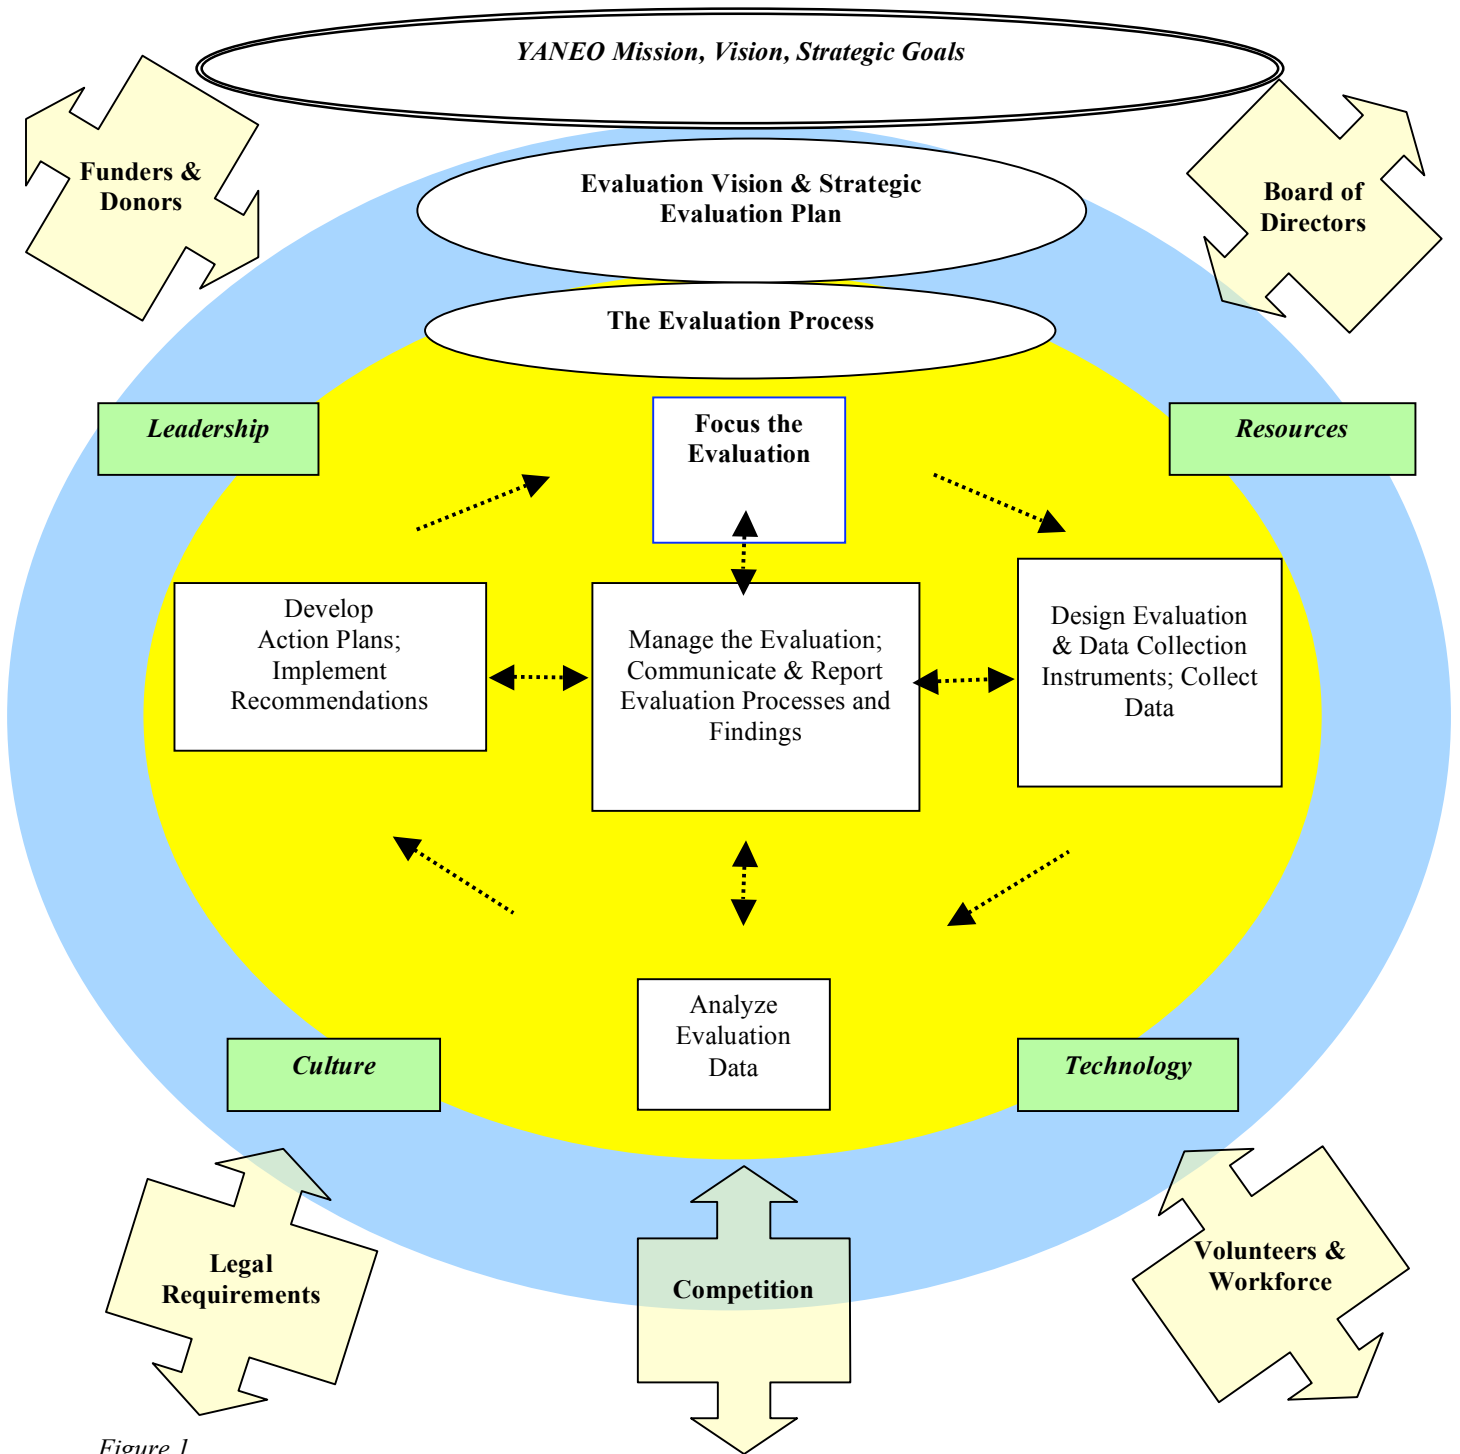 YANEO Mission, Vision, Strategic Goals
Funders &
Donors
Evaluation Vision & Strategic
Evaluation Plan
Board of
Directors
The Evaluation Process
Leadership
Focus the
Evaluation
Resources
Develop
Action Plans;
Implement
Recommendations
Manage the Evaluation;
Communicate & Report
Evaluation Processes and
Findings
Design Evaluation
& Data Collection
Instruments; Collect
Data
Analyze
Evaluation
Data
Culture
Technology
Legal
Requirements
Competition
Volunteers &
Workforce
Figure 1